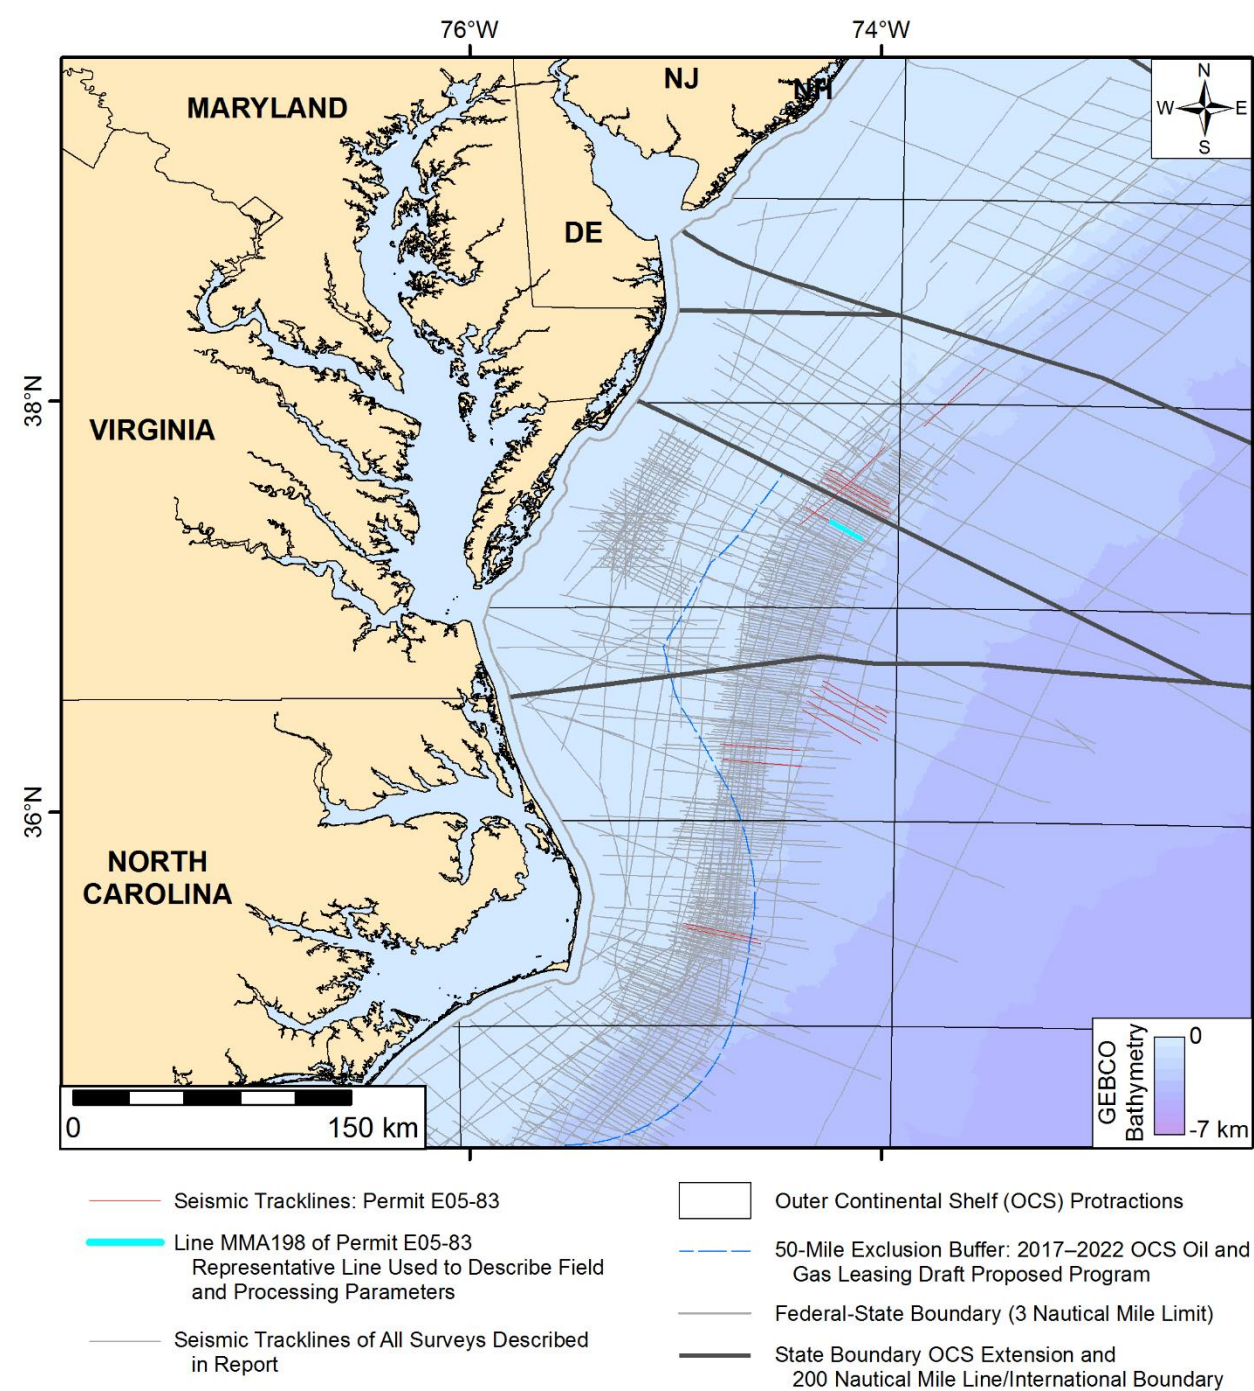 76°W
74°W
MARYLAND
NJ
NH
N
W
E
S
DE
38°N
VIRGINIA
36°N
NORTH
CAROLINA
0
150 km
GEBCO
Bathymetry
0
-7 km
Seismic Tracklines: Permit E05-83
Line MMA198 of Permit E05-83
Representative Line Used to Describe Field
and Processing Parameters
Seismic Tracklines of All Surveys Described
in Report
Outer Continental Shelf (OCS) Protractions
50-Mile Exclusion Buffer: 2017–2022 OCS Oil and
Gas Leasing Draft Proposed Program
Federal-State Boundary (3 Nautical Mile Limit)
State Boundary OCS Extension and
200 Nautical Mile Line/International Boundary